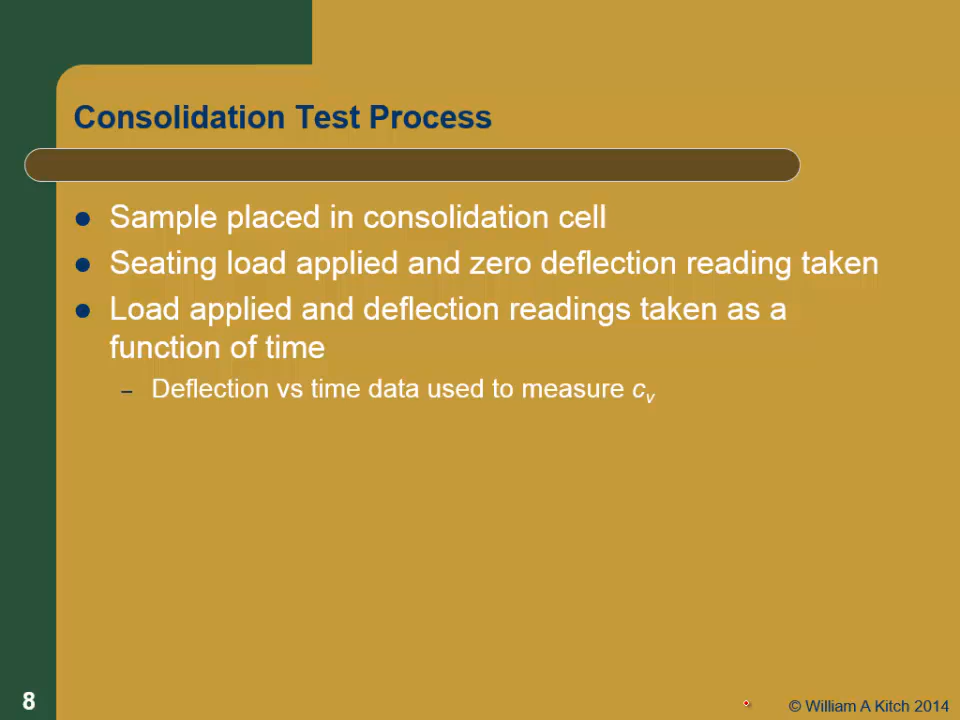 Consolidation Test Process
● Sample placed in consolidation cell
● Seating load applied and zero deflection reading taken
● Load applied and deflection readings taken as a
function of time
– Deflection vs time data used to measure cv
8
© William A Kitch 2014